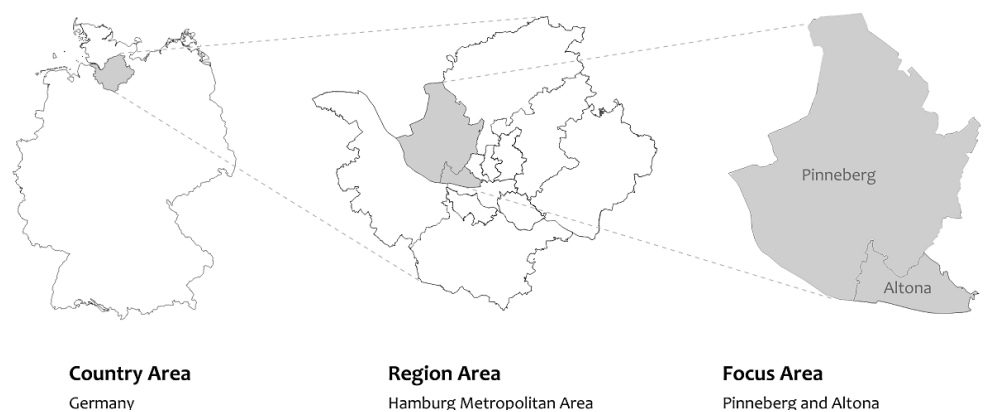 Pinneberg
Altona
Country Area
Germany
Region Area
Hamburg Metropolitan Area
Focus Area
Pinneberg and Altona